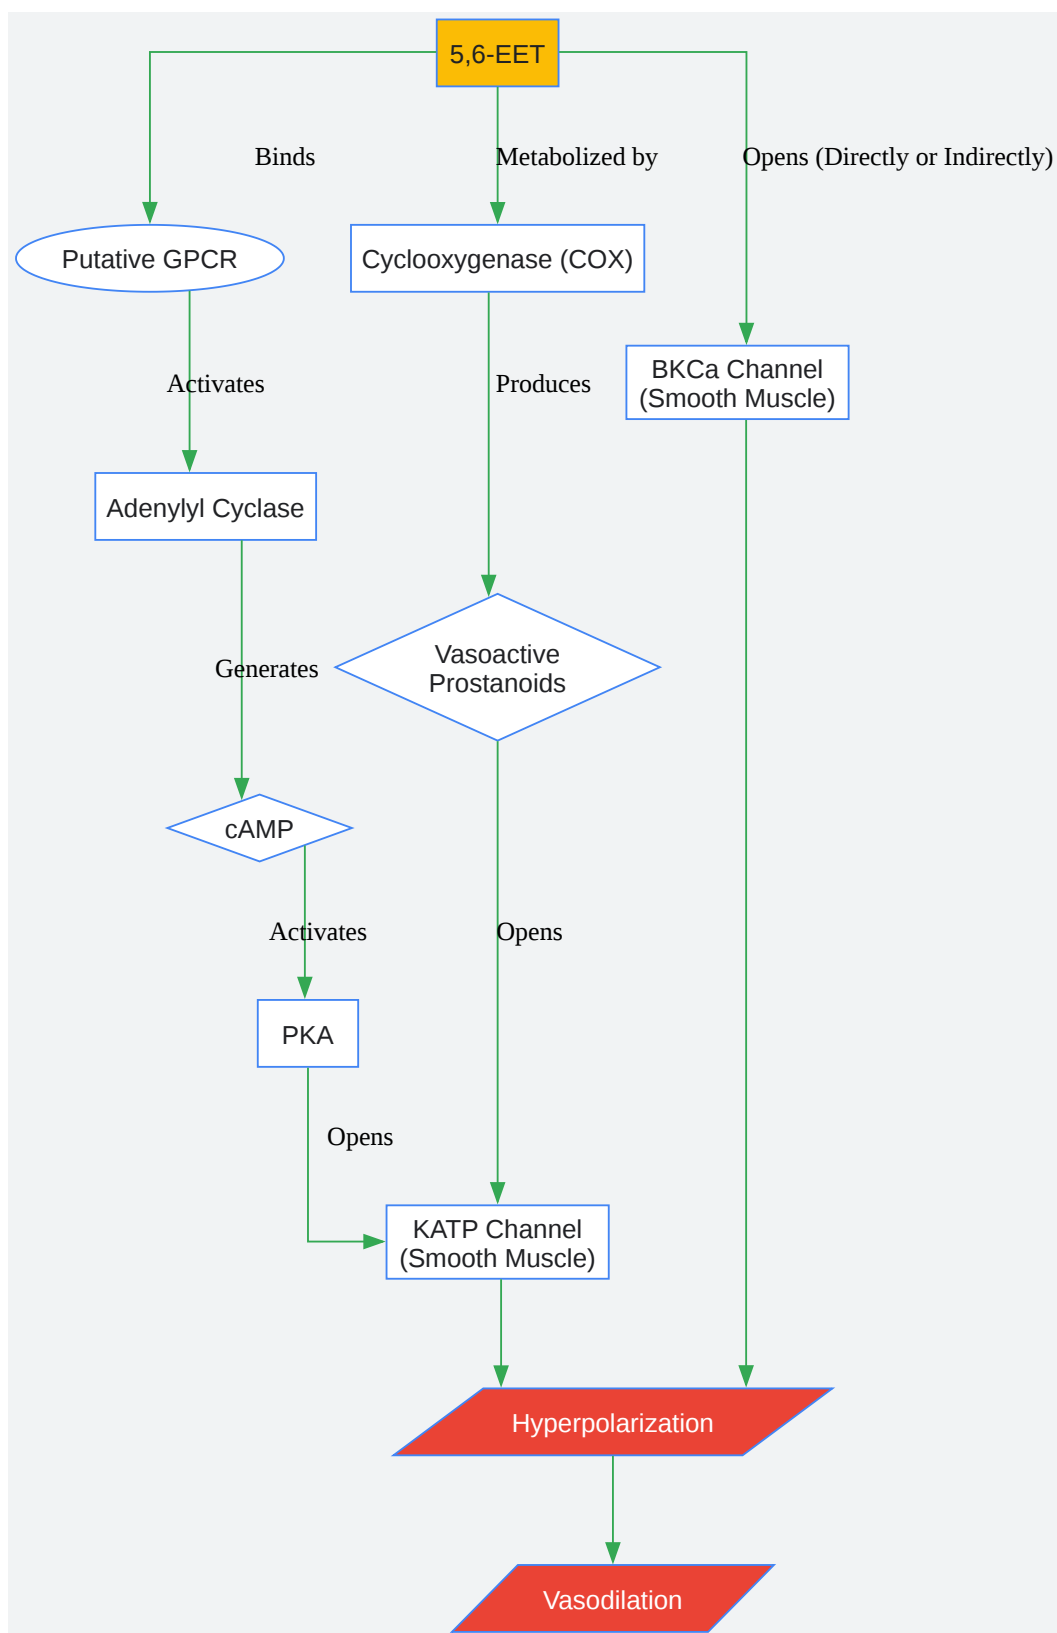 5,6-EET
Binds
Metabolized by
Opens (Directly or Indirectly)
Putative GPCR
Cyclooxygenase (COX)
BKCa Channel
(Smooth Muscle)
Activates
Produces
Adenylyl Cyclase
Generates
Vasoactive
Prostanoids
cAMP
Activates
Opens
PKA
Opens
KATP Channel
(Smooth Muscle)
Hyperpolarization
Vasodilation